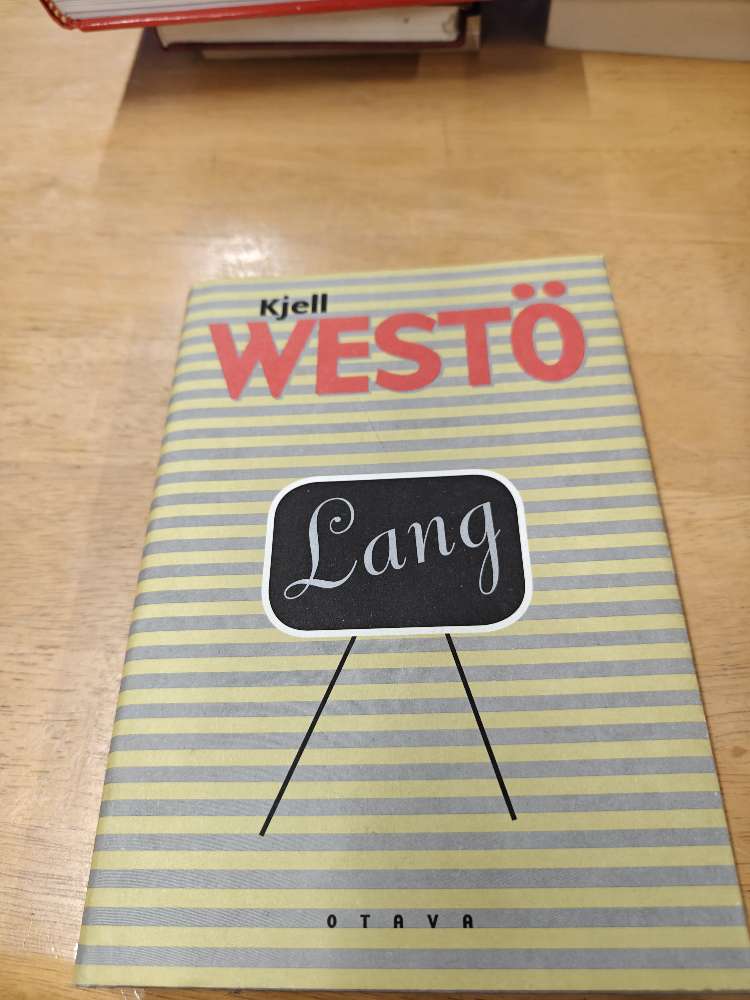 Kjell
WESTÖ
Lang
OTAVA